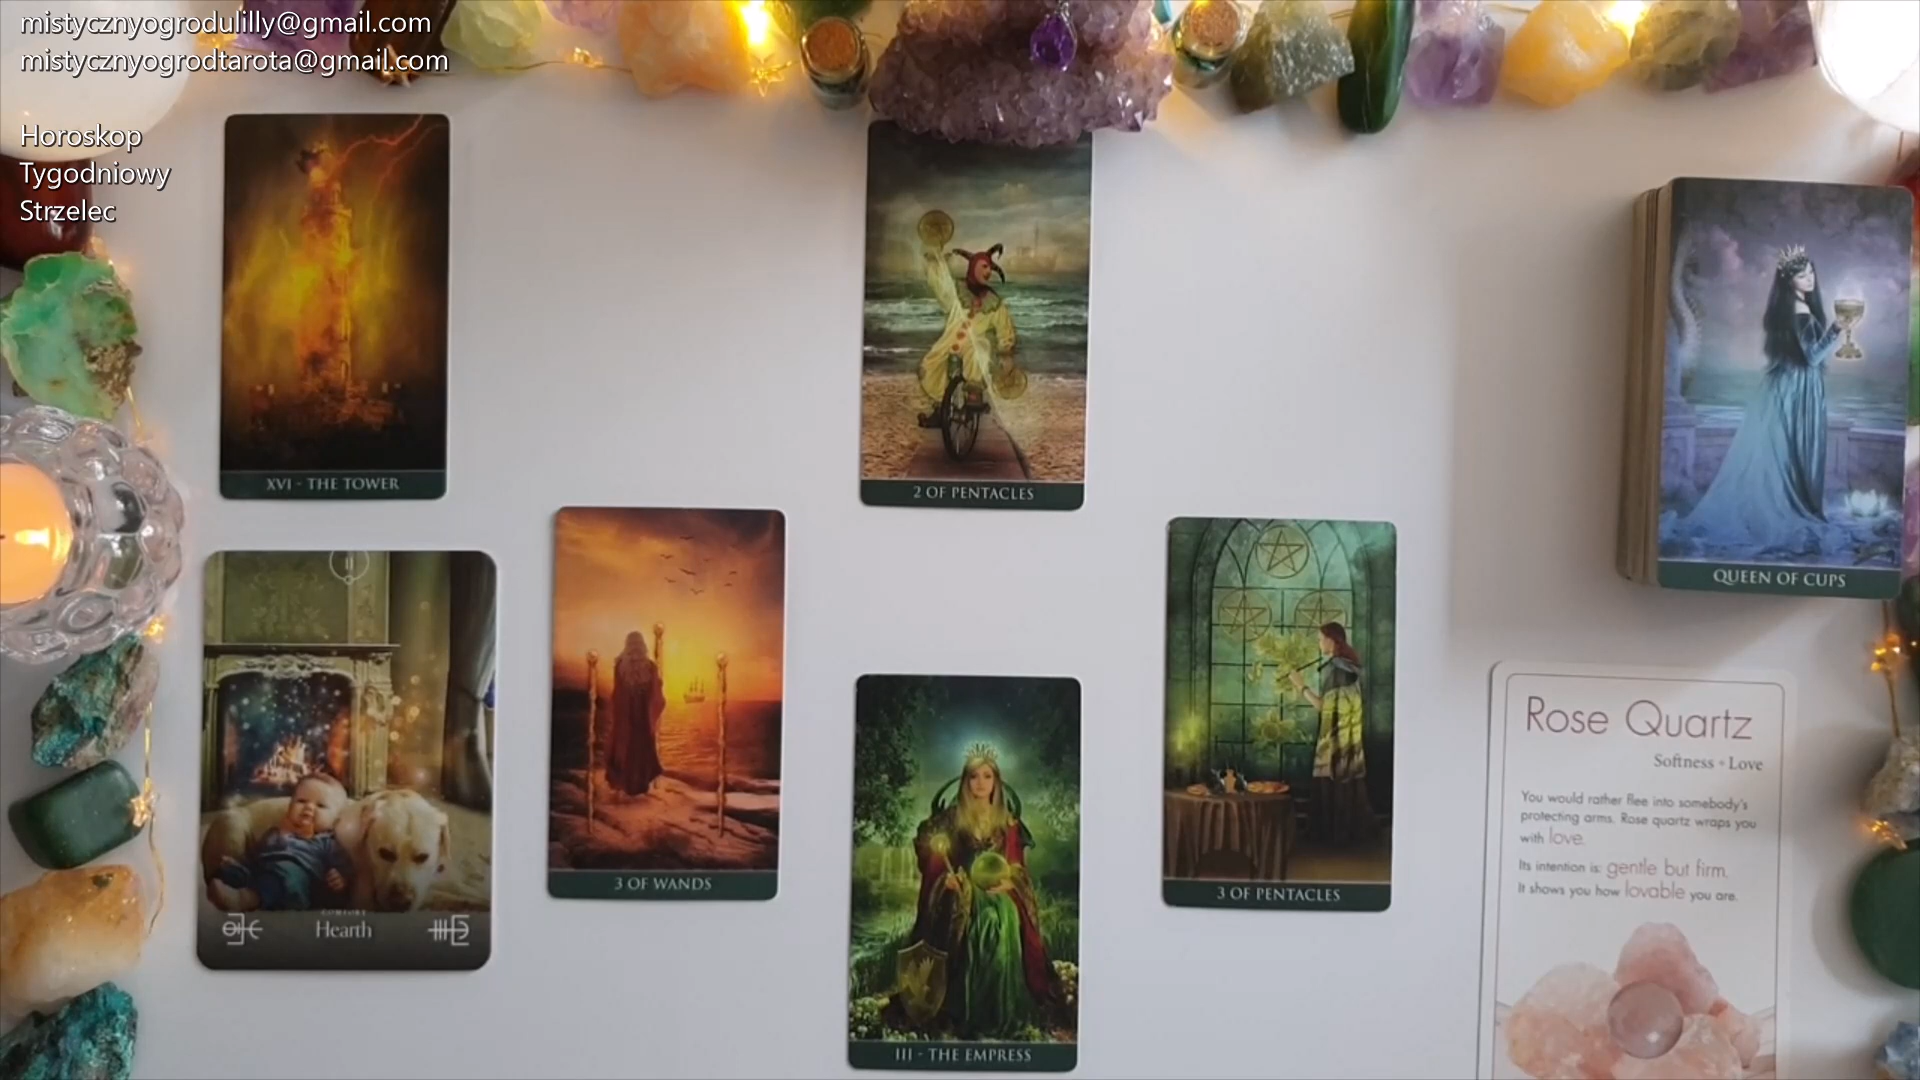 mistycznyogrodulilly@gmail.com
mistycznyogrodtarota@gmail.com
Horoskop
Tygodniowy
Strzelec
XVI - THE TOWER
2 OF PENTACLES
QUEEN OF CUPS
3 OF WANDS
3 OF PENTACLES
COMFORT
Hearth
III - THE EMPRESS
Rose Quartz
Softness + Love
You would rather flee into somebody's
protecting arms. Rose quartz wraps you
with love.
Its intention is: gentle but firm.
It shows you how lovable you are.